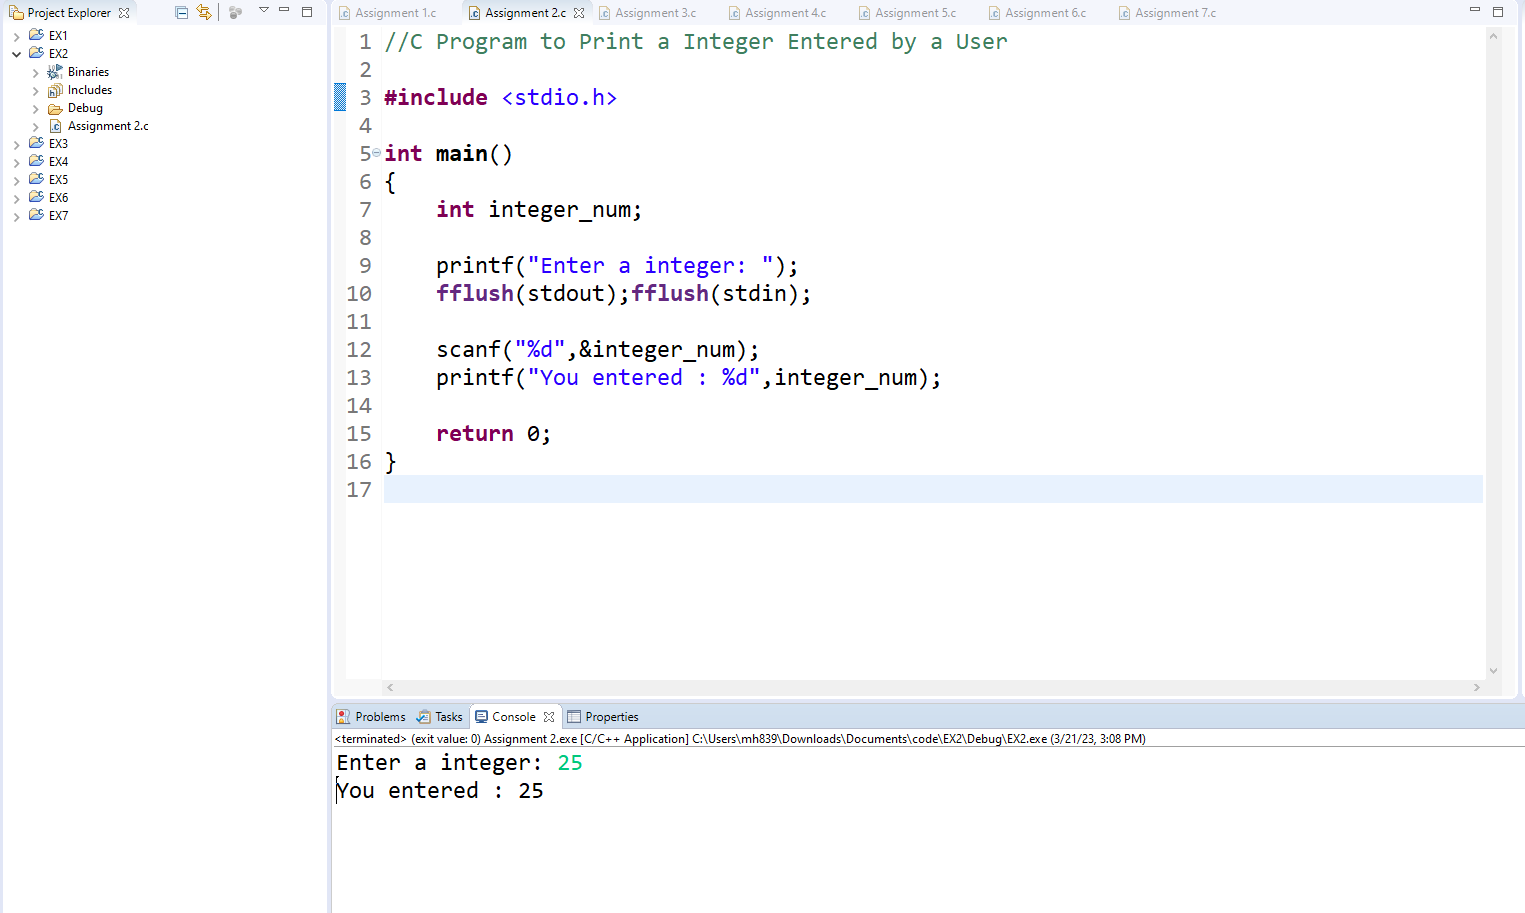 Project Explorer
EX1
EX2
Binaries
Includes
Debug
Assignment 2.c
EX3
EX4
EX5
EX6
EX7
Assignment 1.c Assignment 2.c Assignment 3.c Assignment 4.c Assignment 5.c Assignment 6.c Assignment 7.c
1 //C Program to Print a Integer Entered by a User
2
3 #include <stdio.h>
4
5 int main()
6 {
7 int integer_num;
8
9 printf("Enter a integer: ");
10 fflush(stdout);fflush(stdin);
11
12 scanf("%d",&integer_num);
13 printf("You entered : %d",integer_num);
14
15 return 0;
16 }
17
Problems Tasks Console Properties
<terminated> (exit value: 0) Assignment 2.exe [C/C++ Application] C:\Users\mh839\Downloads\Documents\code\EX2\Debug\EX2.exe (3/21/23, 3:08 PM)
Enter a integer: 25
You entered : 25